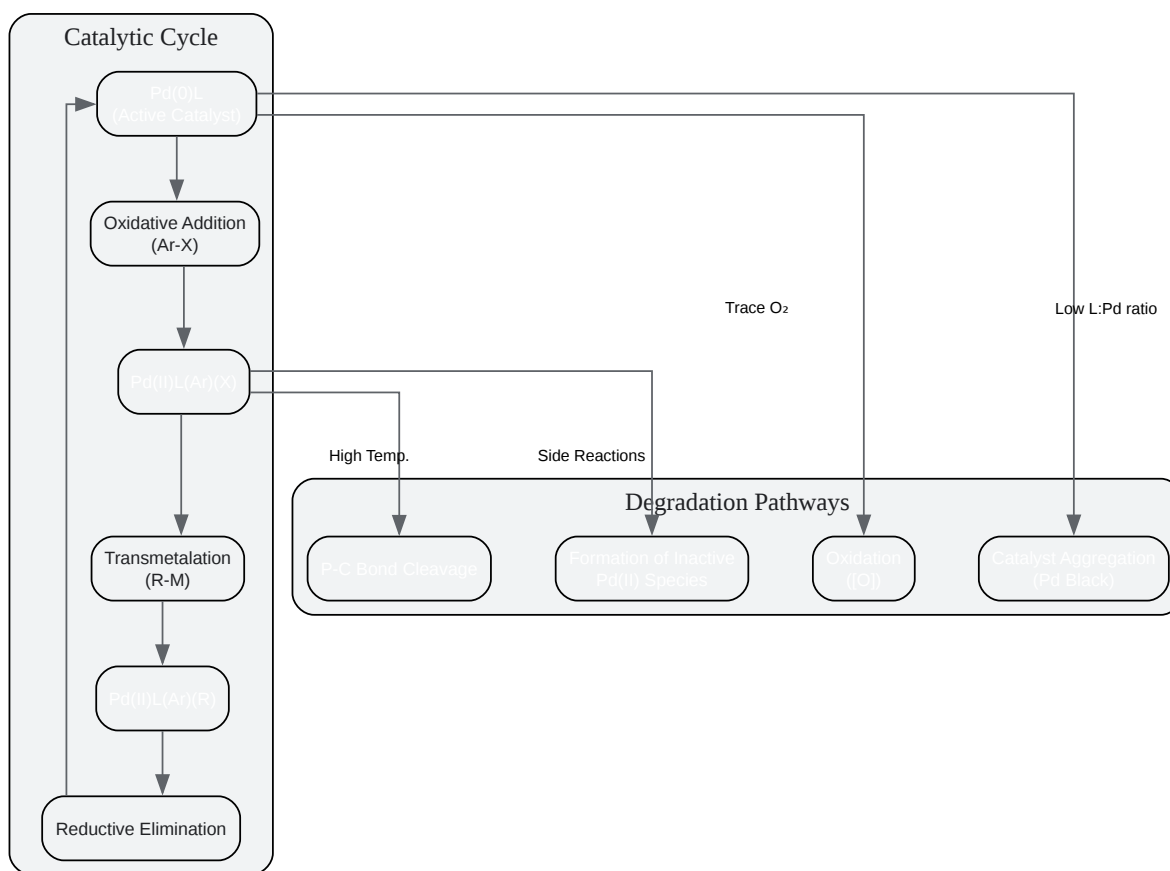 Catalytic Cycle
Pd(0)L
(Active Catalyst)
Oxidative Addition
(Ar-X)
Trace O₂
Low L:Pd ratio
Pd(II)L(Ar)(X)
High Temp.
Side Reactions
Degradation Pathways
Transmetalation
(R-M)
P-C Bond Cleavage
Formation of Inactive
Pd(II) Species
Oxidation
([O])
Catalyst Aggregation
(Pd Black)
Pd(II)L(Ar)(R)
Reductive Elimination